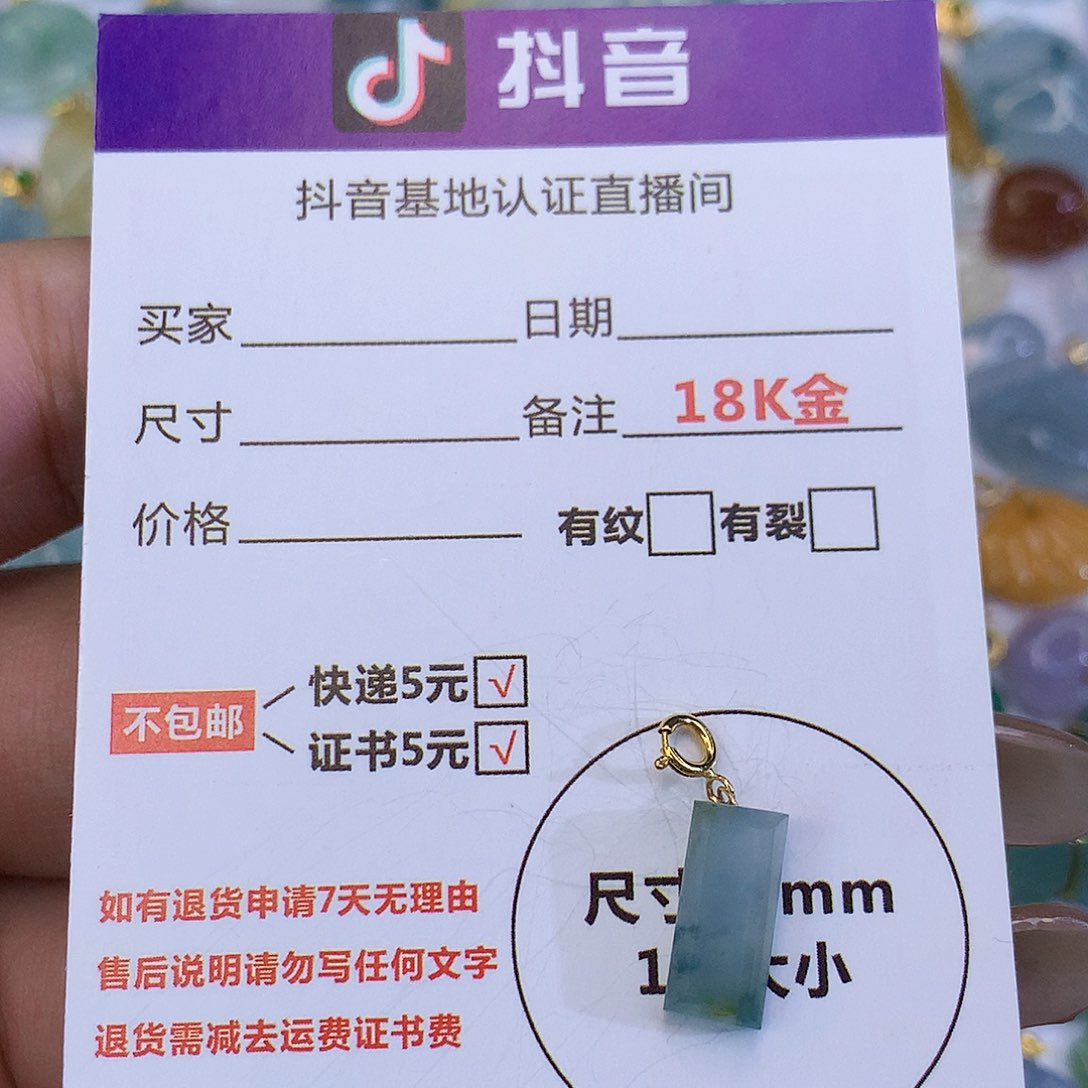 抖音
抖音基地认证直播间
买家 日期
尺寸 备注 18K金
价格 有纹 有裂
快递5元 √
不包邮
证书5元 √
如有退货申请7天无理由
售后说明请勿写任何文字
退货需减去运费证书费
尺寸 mm
1 大小